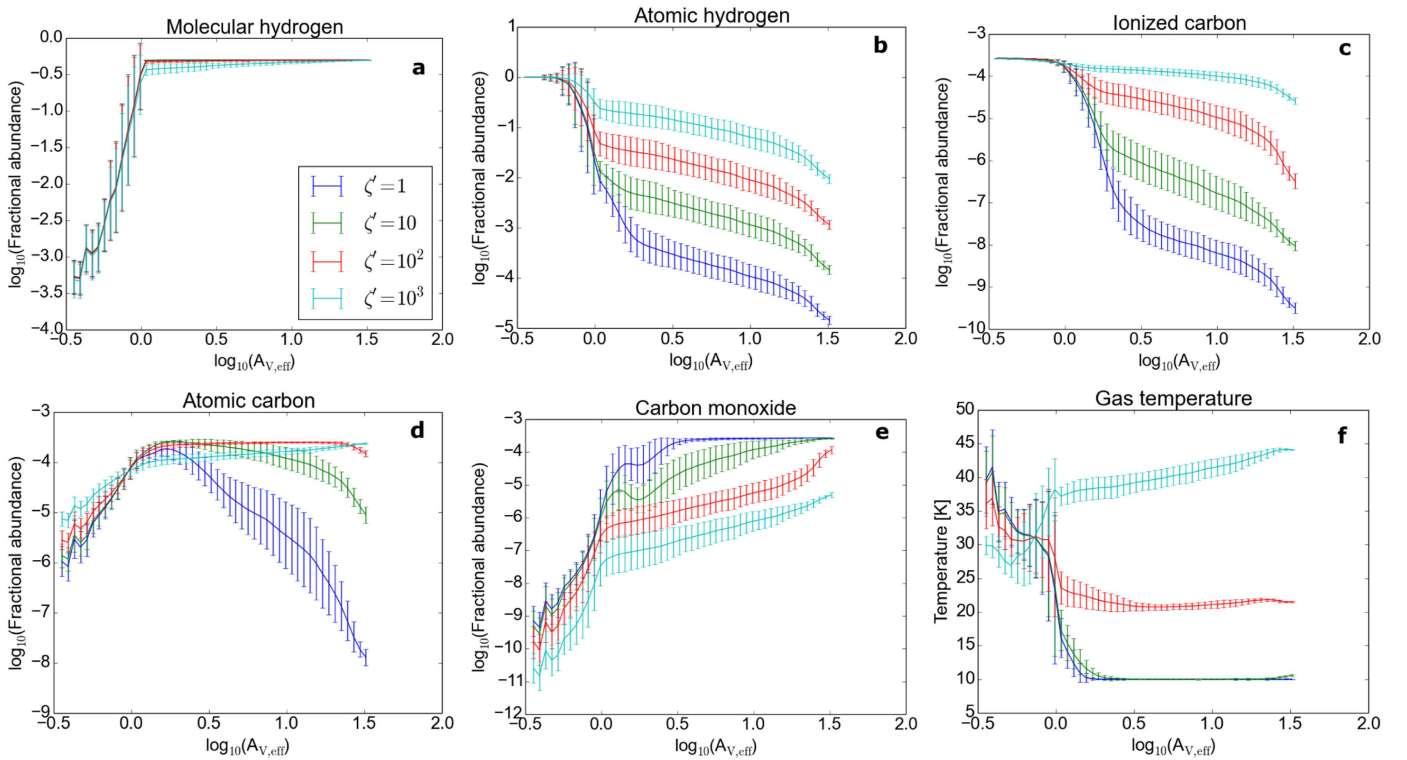 Molecular hydrogen
a
log₁₀(Fractional abundance)
0.0
−0.5
−1.0
−1.5
−2.0
−2.5
−3.0
−3.5
−4.0
ζ′=1
ζ′=10
ζ′=10²
ζ′=10³
−0.5 0.0 0.5 1.0 1.5 2.0
log₁₀(A_V,eff)
Atomic hydrogen
b
log₁₀(Fractional abundance)
1
0
−1
−2
−3
−4
−5
−0.5 0.0 0.5 1.0 1.5 2.0
log₁₀(A_V,eff)
Ionized carbon
c
log₁₀(Fractional abundance)
−3
−4
−5
−6
−7
−8
−9
−10
−0.5 0.0 0.5 1.0 1.5 2.0
log₁₀(A_V,eff)
Atomic carbon
d
log₁₀(Fractional abundance)
−3
−4
−5
−6
−7
−8
−9
−0.5 0.0 0.5 1.0 1.5 2.0
log₁₀(A_V,eff)
Carbon monoxide
e
log₁₀(Fractional abundance)
−3
−4
−5
−6
−7
−8
−9
−10
−11
−12
−0.5 0.0 0.5 1.0 1.5 2.0
log₁₀(A_V,eff)
Gas temperature
f
Temperature [K]
50
45
40
35
30
25
20
15
10
5
−0.5 0.0 0.5 1.0 1.5 2.0
log₁₀(A_V,eff)